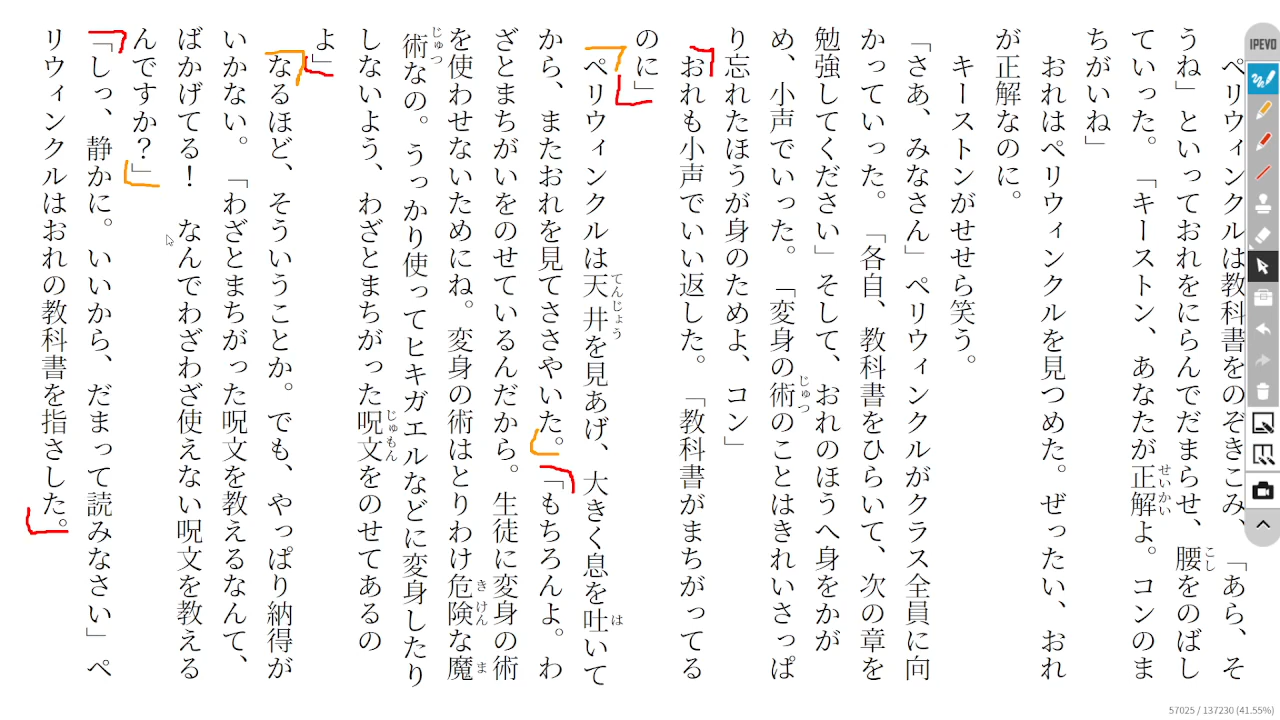 ペリウィンクルは教科書をのぞきこみ、「あら、そ
うね」といっておれをにらんでだまらせ、腰をのばし
ていった。「キーストン、あなたが正解よ。コンのま
ちがいね」
おれはペリウィンクルを見つめた。ぜったい、おれ
が正解なのに。
キーストンがせせら笑う。
「さあ、みなさん」ペリウィンクルがクラス全員に向
かっていった。「各自、教科書をひらいて、次の章を
勉強してください」そして、おれのほうへ身をかが
め、小声でいった。「変身の術のことはきれいさっぱ
り忘れたほうが身のためよ、コン」
おれも小声でいい返した。「教科書がまちがってる
のに」
ペリウィンクルは天井を見あげ、大きく息を吐いて
から、またおれを見てささやいた。「もちろんよ。わ
ざとまちがいをのせているんだから。生徒に変身の術
を使わせないためにね。変身の術はとりわけ危険な魔
術なの。うっかり使ってヒキガエルなどに変身したり
しないよう、わざとまちがった呪文をのせてあるの
よ」
なるほど、そういうことか。でも、やっぱり納得が
いかない。「わざとまちがった呪文を教えるなんて、
ばかげてる！　なんでわざわざ使えない呪文を教える
んですか？」
「しっ、静かに。いいから、だまって読みなさい」ペ
リウィンクルはおれの教科書を指さした。
IPEVO
57025 / 137230 (41.55%)